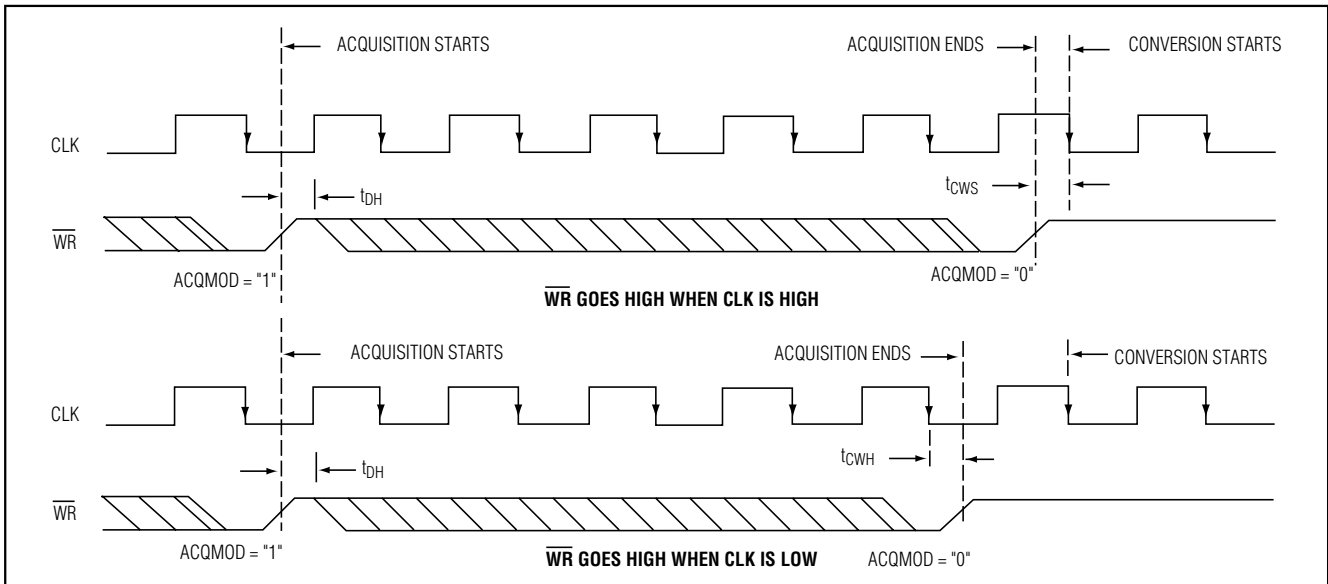 ACQUISITION STARTS
ACQUISITION ENDS
CONVERSION STARTS
CLK
tDH
tCWS
WR
ACQMOD = "1"
ACQMOD = "0"
WR GOES HIGH WHEN CLK IS HIGH
ACQUISITION STARTS
ACQUISITION ENDS
CONVERSION STARTS
CLK
tDH
tCWH
WR
ACQMOD = "1"
WR GOES HIGH WHEN CLK IS LOW
ACQMOD = "0"